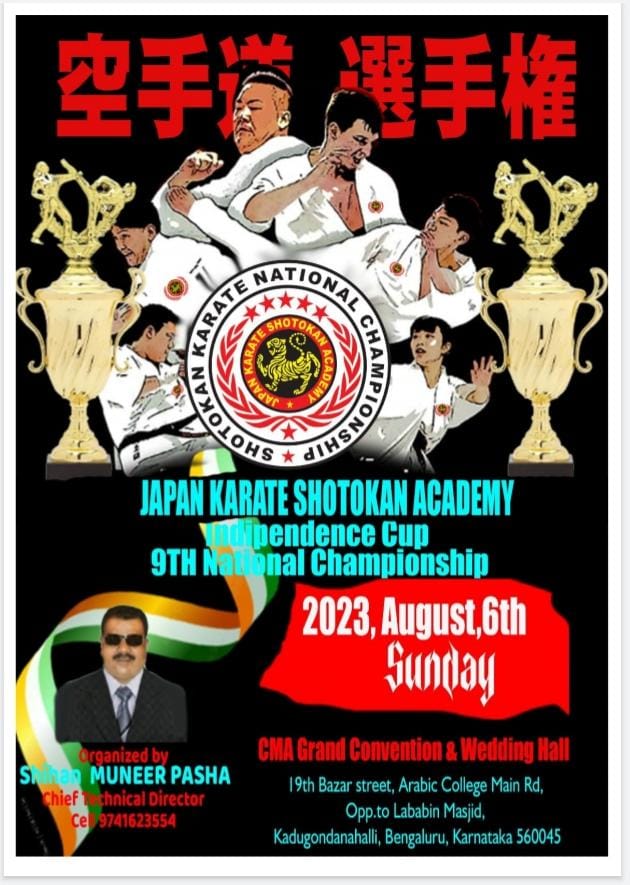 空手道 選手権
SHOTOKAN KARATE NATIONAL CHAMPIONSHIP
JAPAN KARATE SHOTOKAN ACADEMY
JAPAN KARATE SHOTOKAN ACADEMY
Indipendence Cup
9TH National Championship
2023, August,6th
Sunday
Organized by
Shihan MUNEER PASHA
Chief Technical Director
Cell 9741623554
CMA Grand Convention & Wedding Hall
19th Bazar street, Arabic College Main Rd,
Opp.to Lababin Masjid,
Kadugondanahalli, Bengaluru, Karnataka 560045